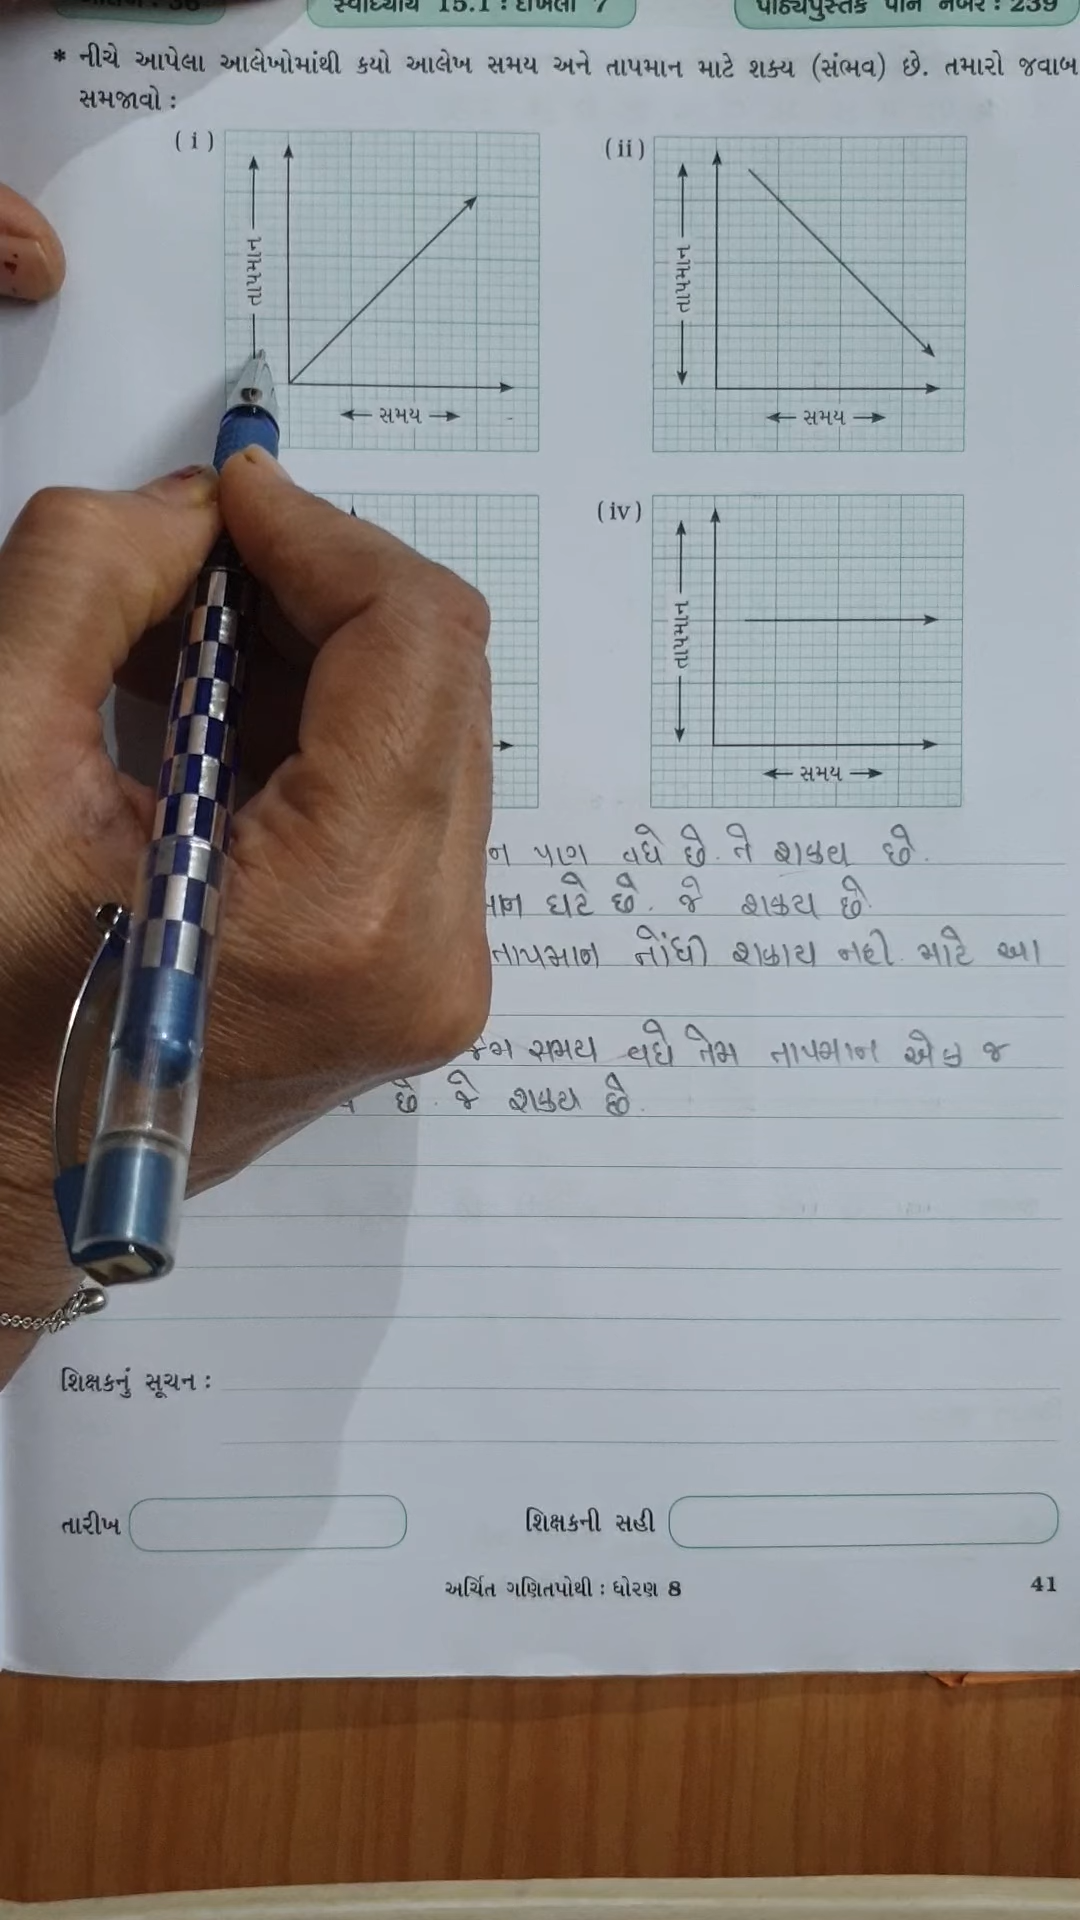 સ્વાધ્યાય 15.1 : દાખલો 7
પાઠ્યપુસ્તક પાન નંબર : 239
* નીચે આપેલા આલેખોમાંથી કયો આલેખ સમય અને તાપમાન માટે શક્ય (સંભવ) છે. તમારો જવાબ
સમજાવો :
(i)
તાપમાન
સમય
(ii)
તાપમાન
સમય
(iv)
તાપમાન
સમય
પણ વધે છે. તે શક્ય છે.
ઘટે છે. જે શક્ય છે.
તાપમાન નોંધી શકાય નહી. માટે આ
જેમ સમય વધે તેમ તાપમાન એક જ
છે. જે શક્ય છે.
શિક્ષકનું સૂચન :
તારીખ
શિક્ષકની સહી
અર્ચિત ગણિતપોથી : ધોરણ 8
41